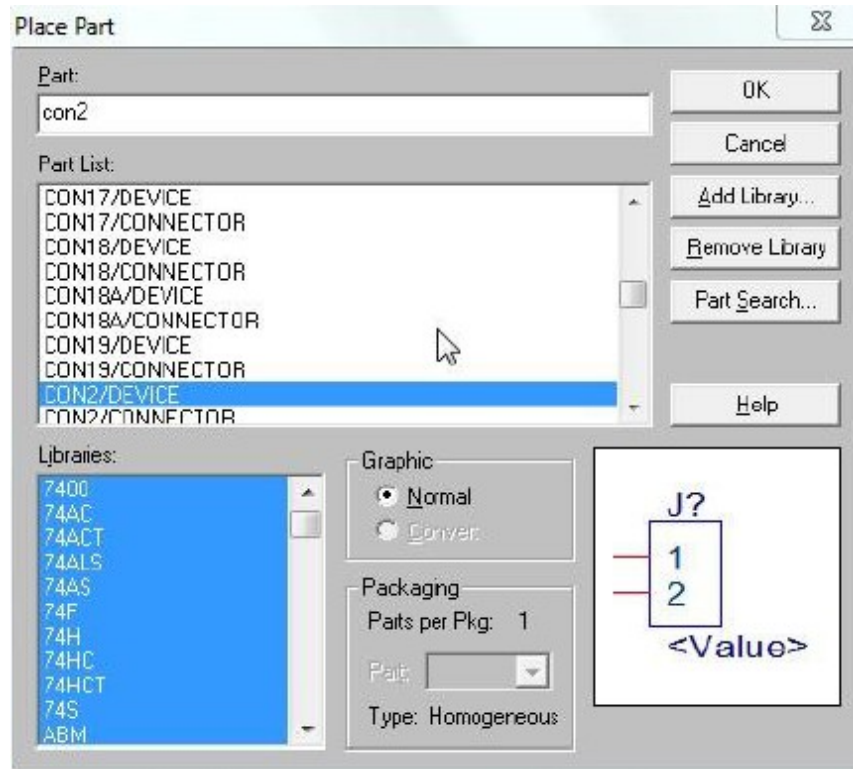 Place Part
Part:
con2
OK
Cancel
Part List:
CON17/DEVICE
CON17/CONNECTOR
CON18/DEVICE
CON18/CONNECTOR
CON18A/DEVICE
CON18A/CONNECTOR
CON19/DEVICE
CON19/CONNECTOR
CON2/DEVICE
CON2/CONNECTOR
Add Library...
Remove Library
Part Search...
Help
Libraries:
7400
74AC
74ACT
74ALS
74AS
74F
74H
74HC
74HCT
74S
ABM
Graphic
Normal
Convert
Packaging
Parts per Pkg: 1
Part:
Type: Homogeneous
J?
1
2
<Value>